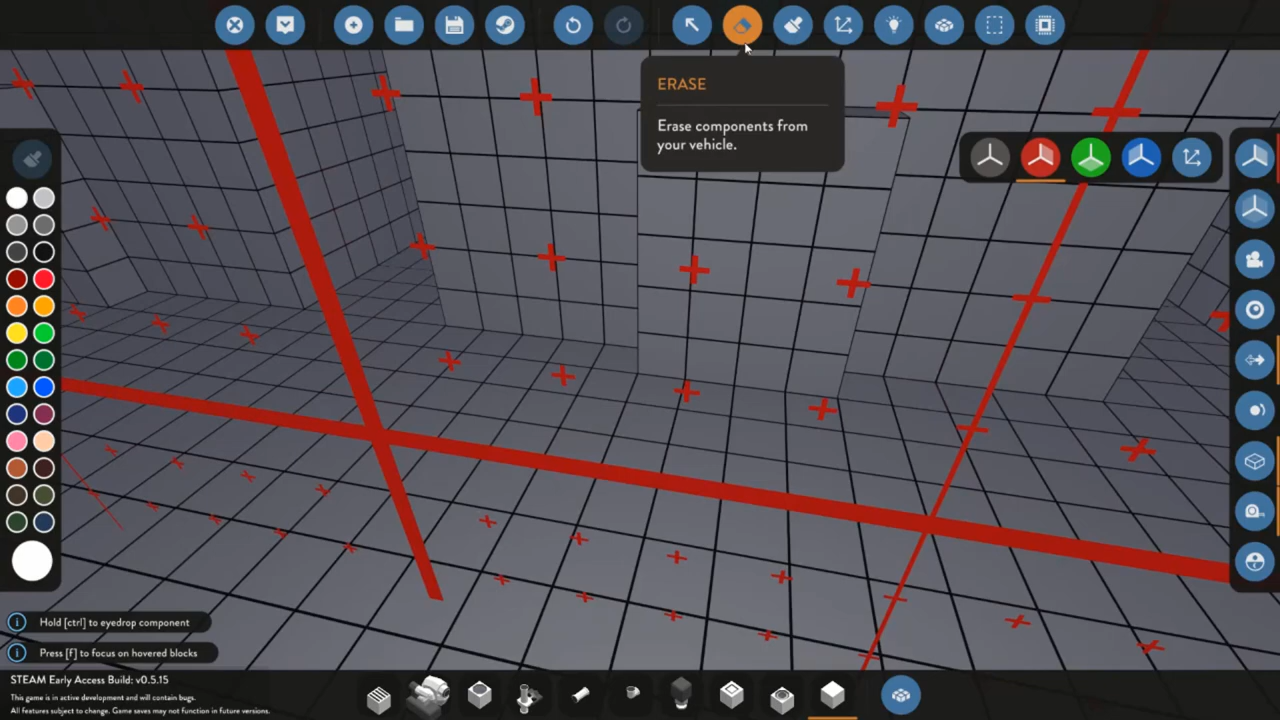 ERASE
Erase components from
your vehicle.
Hold [ctrl] to eyedrop component
Press [f] to focus on hovered blocks
STEAM Early Access Build: v0.5.15
This game is in active development and will contain bugs.
All features subject to change. Game saves may not function in future versions.